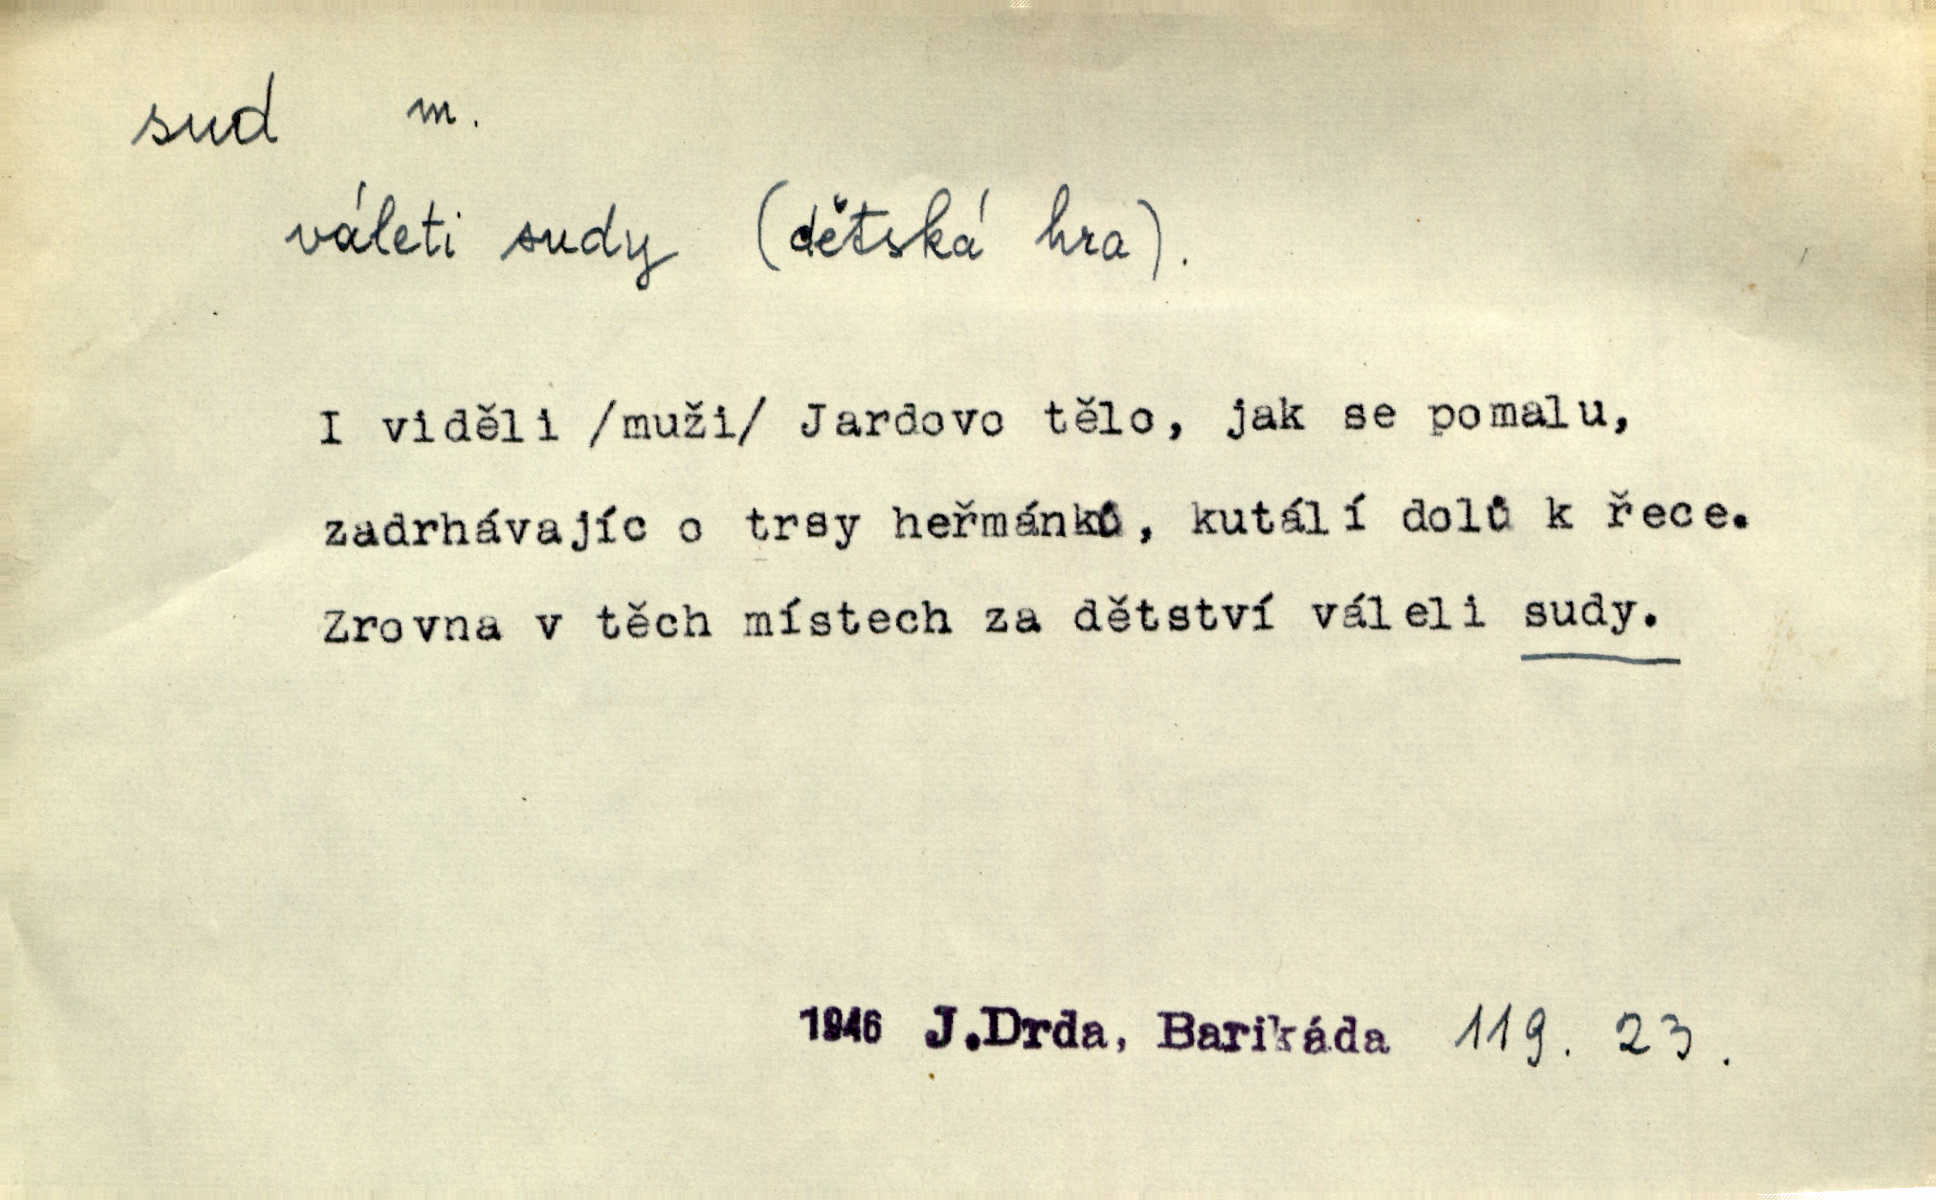 sud m.
váleti sudy (dětská hra).
I viděli /muži/ Jardovo tělo, jak se pomalu,
zadrhávajíc o trsy heřmánků, kutálí dolů k řece.
Zrovna v těch místech za dětství váleli sudy.
1946 J.Drda, Barikáda 119. 23.